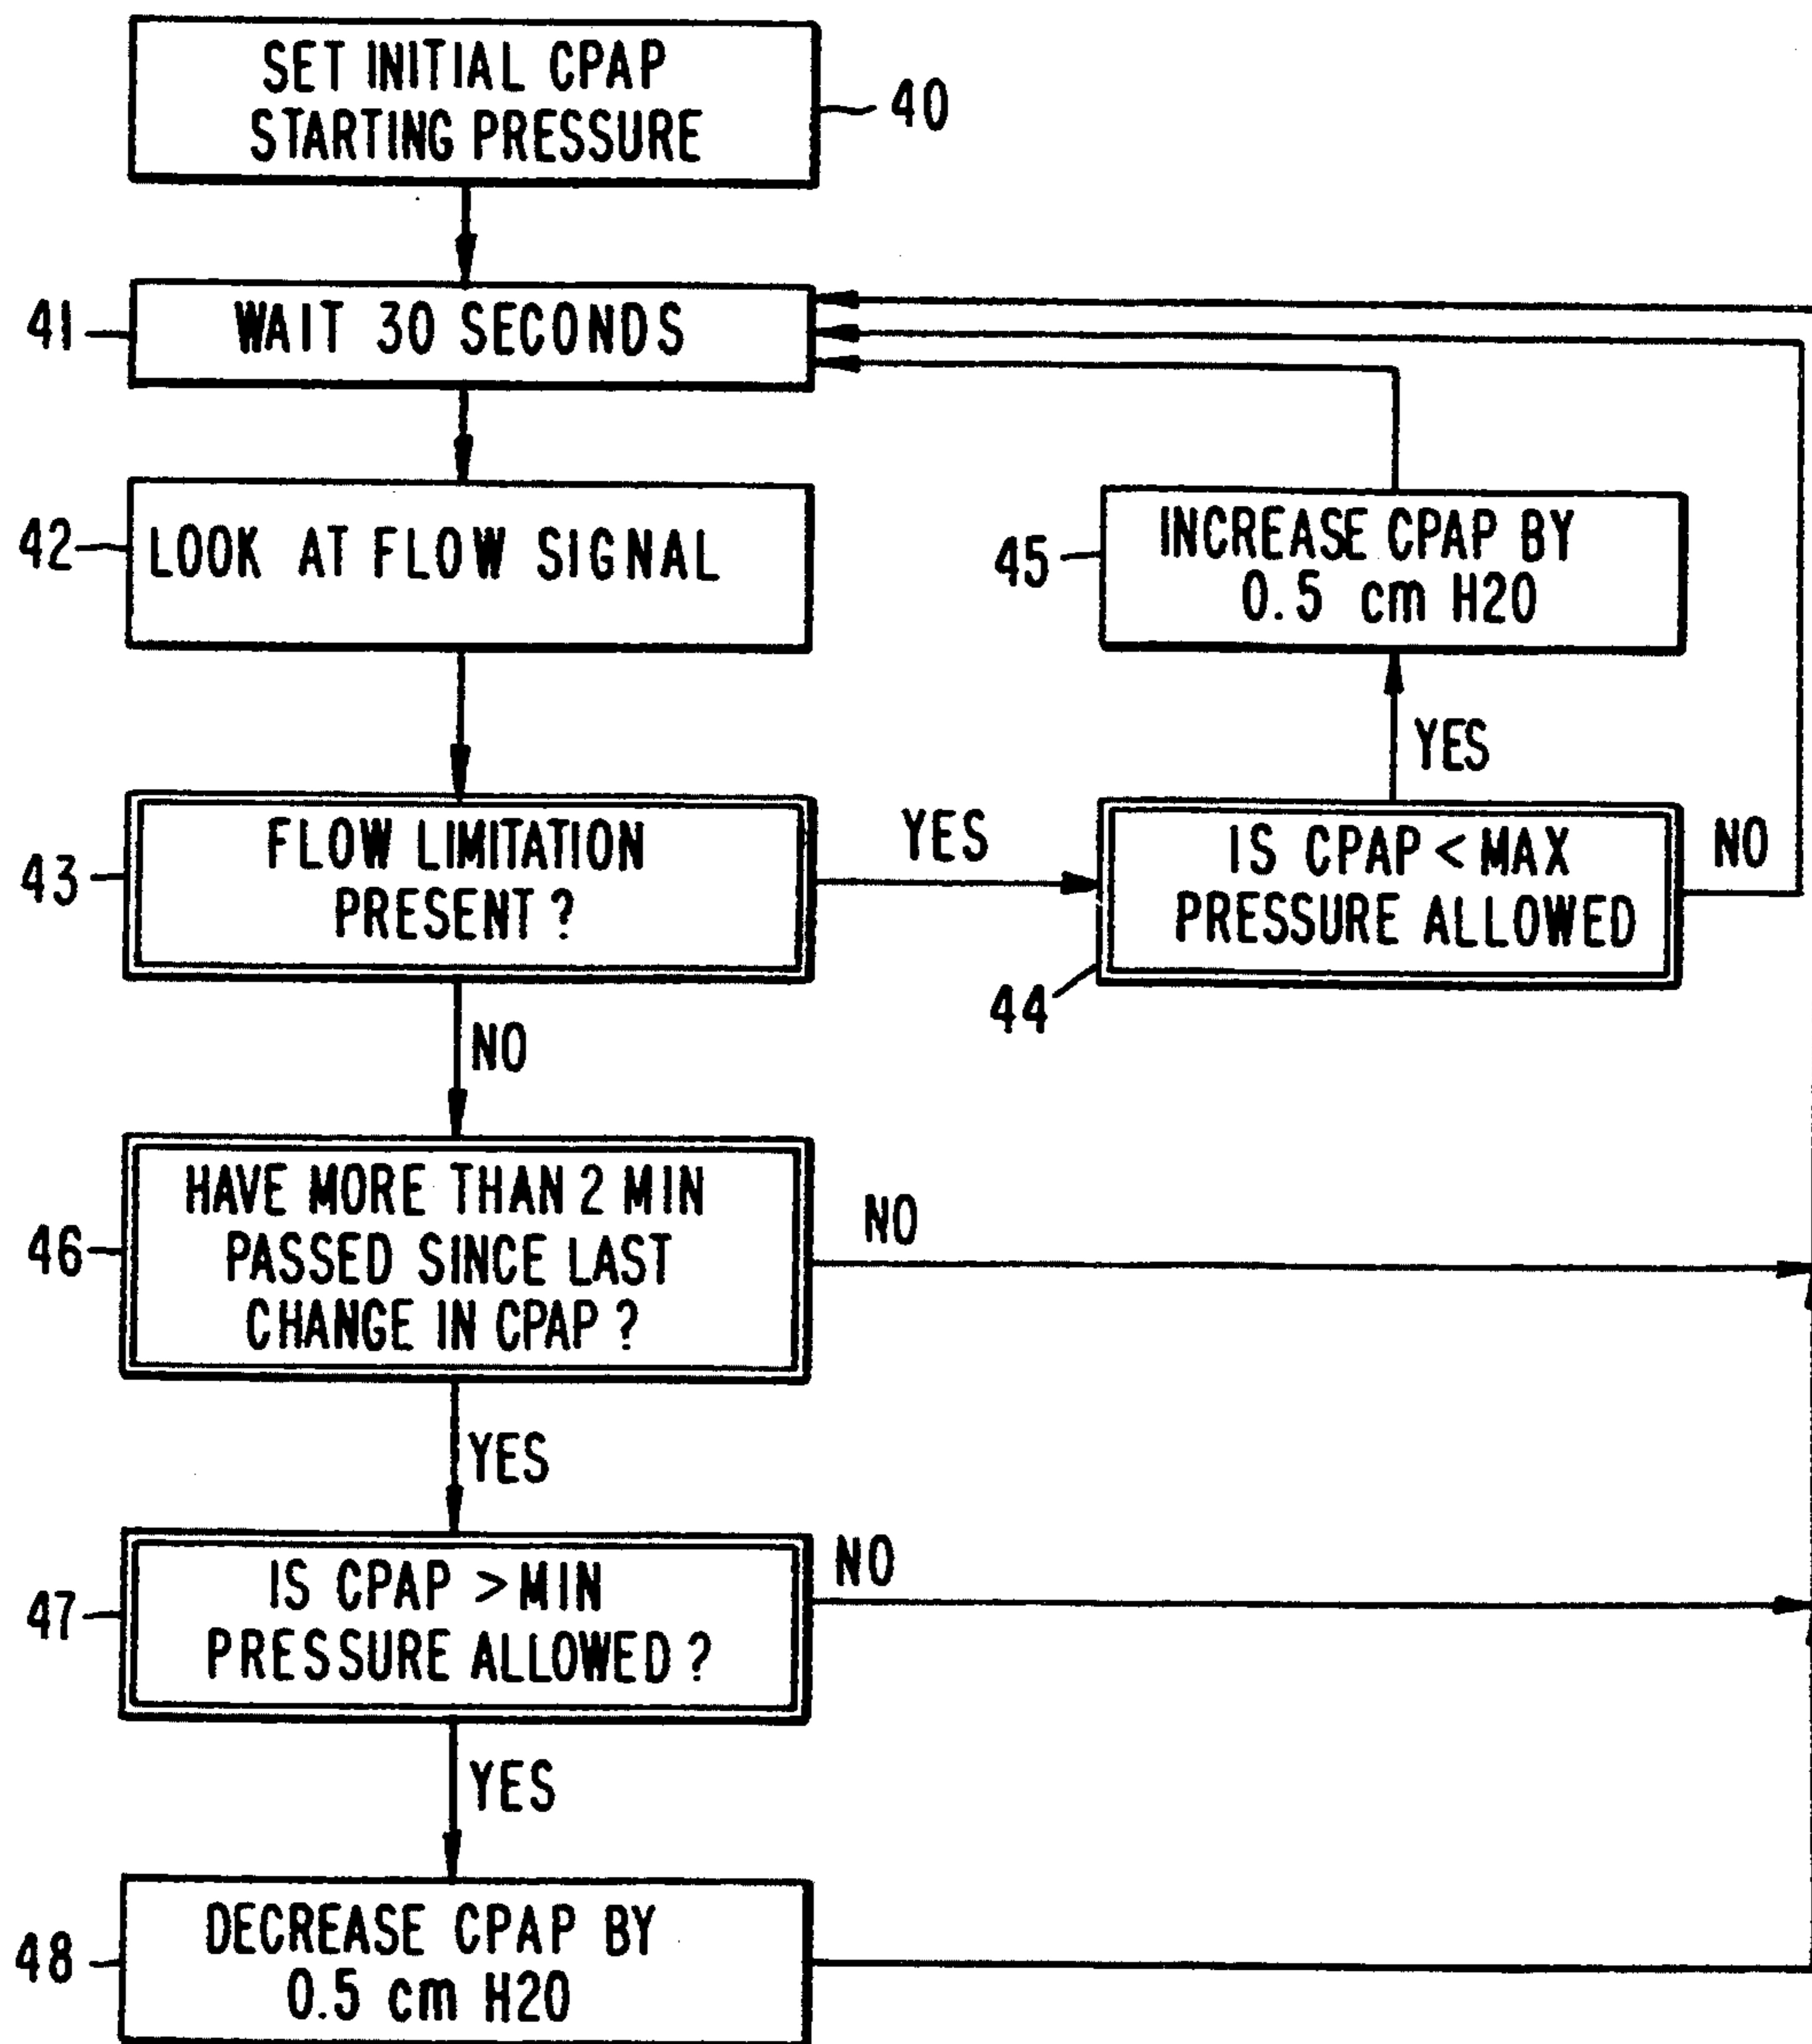 SET INITIAL CPAP
STARTING PRESSURE
40
41
WAIT 30 SECONDS
42
LOOK AT FLOW SIGNAL
45
INCREASE CPAP BY
0.5 cm H20
YES
43
FLOW LIMITATION
PRESENT ?
YES
IS CPAP < MAX
PRESSURE ALLOWED
NO
44
NO
46
HAVE MORE THAN 2 MIN
PASSED SINCE LAST
CHANGE IN CPAP ?
NO
YES
47
IS CPAP > MIN
PRESSURE ALLOWED ?
NO
YES
48
DECREASE CPAP BY
0.5 cm H20